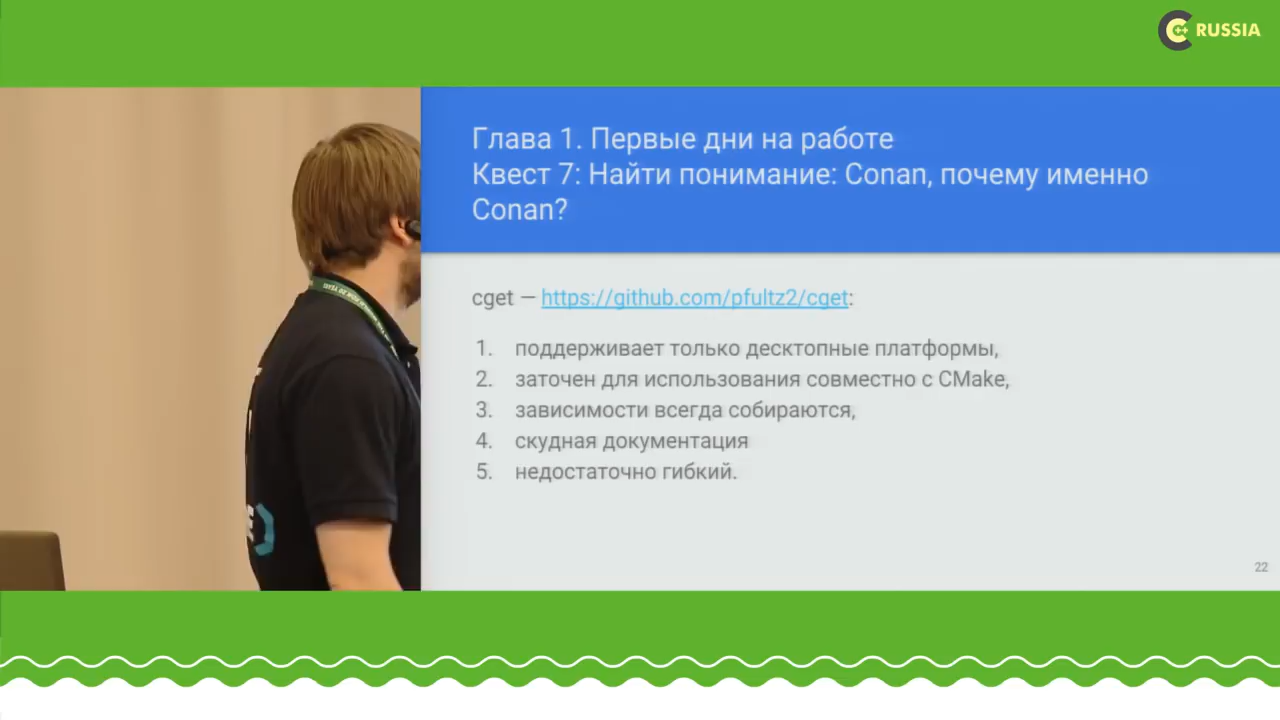 C++ RUSSIA
Глава 1. Первые дни на работе
Квест 7: Найти понимание: Conan, почему именно
Conan?
cget — https://github.com/pfultz2/cget:
1. поддерживает только десктопные платформы,
2. заточен для использования совместно с CMake,
3. зависимости всегда собираются,
4. скудная документация
5. недостаточно гибкий.
22